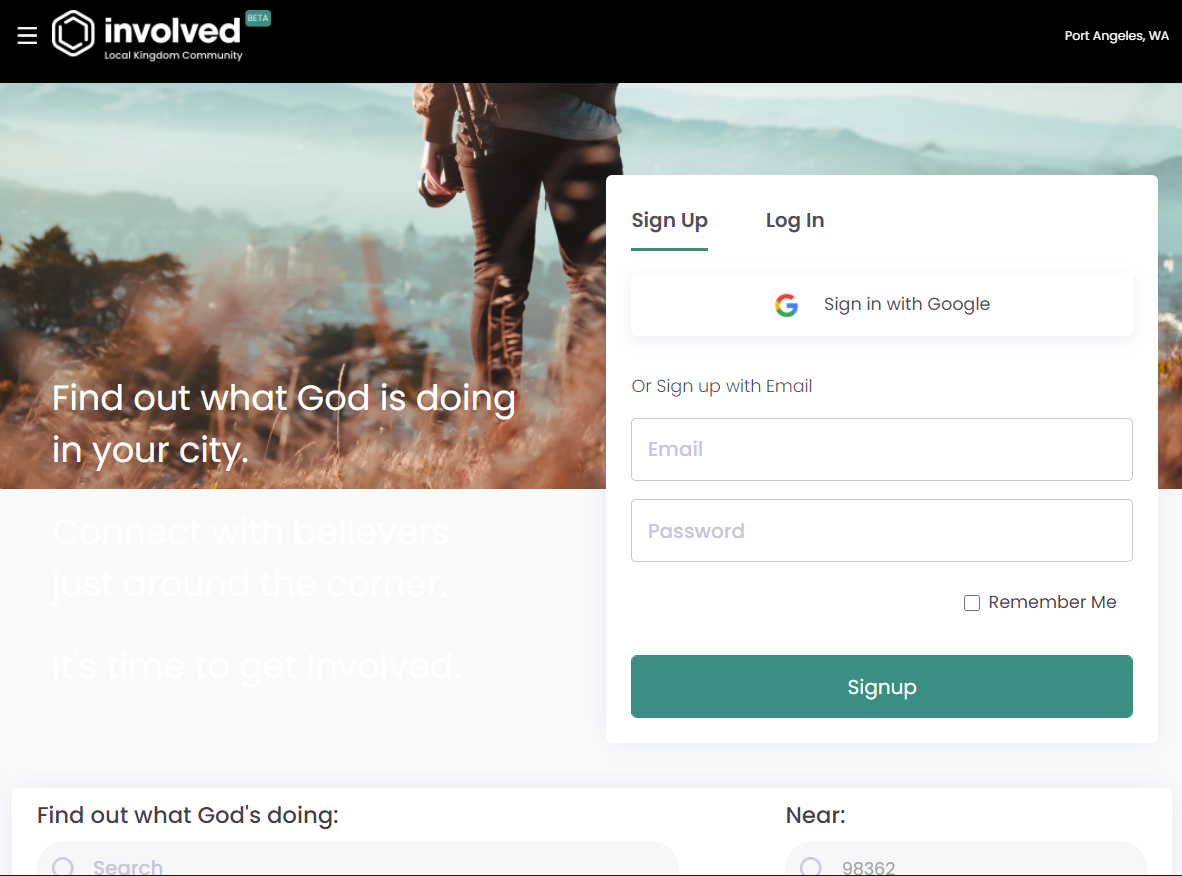 involved
BETA
Local Kingdom Community
Port Angeles, WA
Find out what God is doing
in your city.
Connect with believers
just around the corner.
It's time to get Involved.
Sign Up
Log In
Sign in with Google
Or Sign up with Email
Email
Password
Remember Me
Signup
Find out what God's doing:
Near:
Search
98362